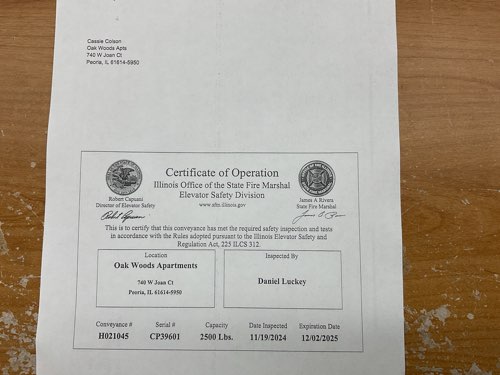 Cassie Colson
Oak Woods Apts
740 W Joan Ct
Peoria, IL 61614-5950
Certificate of Operation
Illinois Office of the State Fire Marshal
Elevator Safety Division
www.sfm.illinois.gov
Robert Capuani
Director of Elevator Safety
James A Rivera
State Fire Marshal
This is to certify that this conveyance has met the required safety inspection and tests
in accordance with the Rules adopted pursuant to the Illinois Elevator Safety and
Regulation Act, 225 ILCS 312.
Location
Oak Woods Apartments
740 W Joan Ct
Peoria, IL 61614-5950
Inspected By
Daniel Luckey
Conveyance # Serial # Capacity Date Inspected Expiration Date
H021045 CP39601 2500 Lbs. 11/19/2024 12/02/2025